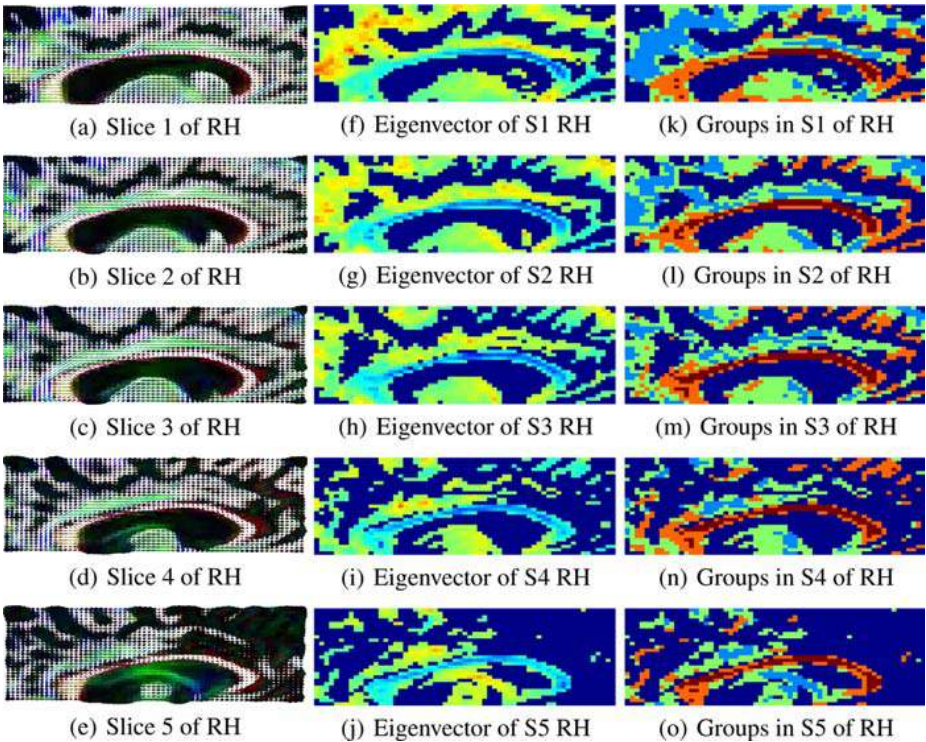 (a) Slice 1 of RH
(f) Eigenvector of S1 RH
(k) Groups in S1 of RH
(b) Slice 2 of RH
(g) Eigenvector of S2 RH
(l) Groups in S2 of RH
(c) Slice 3 of RH
(h) Eigenvector of S3 RH
(m) Groups in S3 of RH
(d) Slice 4 of RH
(i) Eigenvector of S4 RH
(n) Groups in S4 of RH
(e) Slice 5 of RH
(j) Eigenvector of S5 RH
(o) Groups in S5 of RH